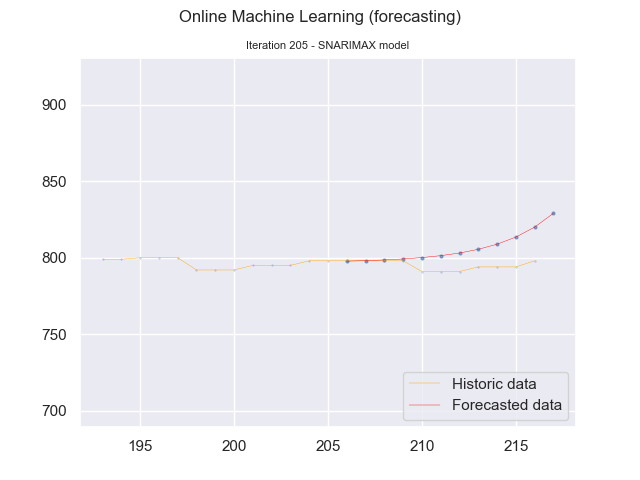 Online Machine Learning (forecasting)
Iteration 205 - SNARIMAX model
900
850
800
750
700
195
200
205
210
215
Historic data
Forecasted data